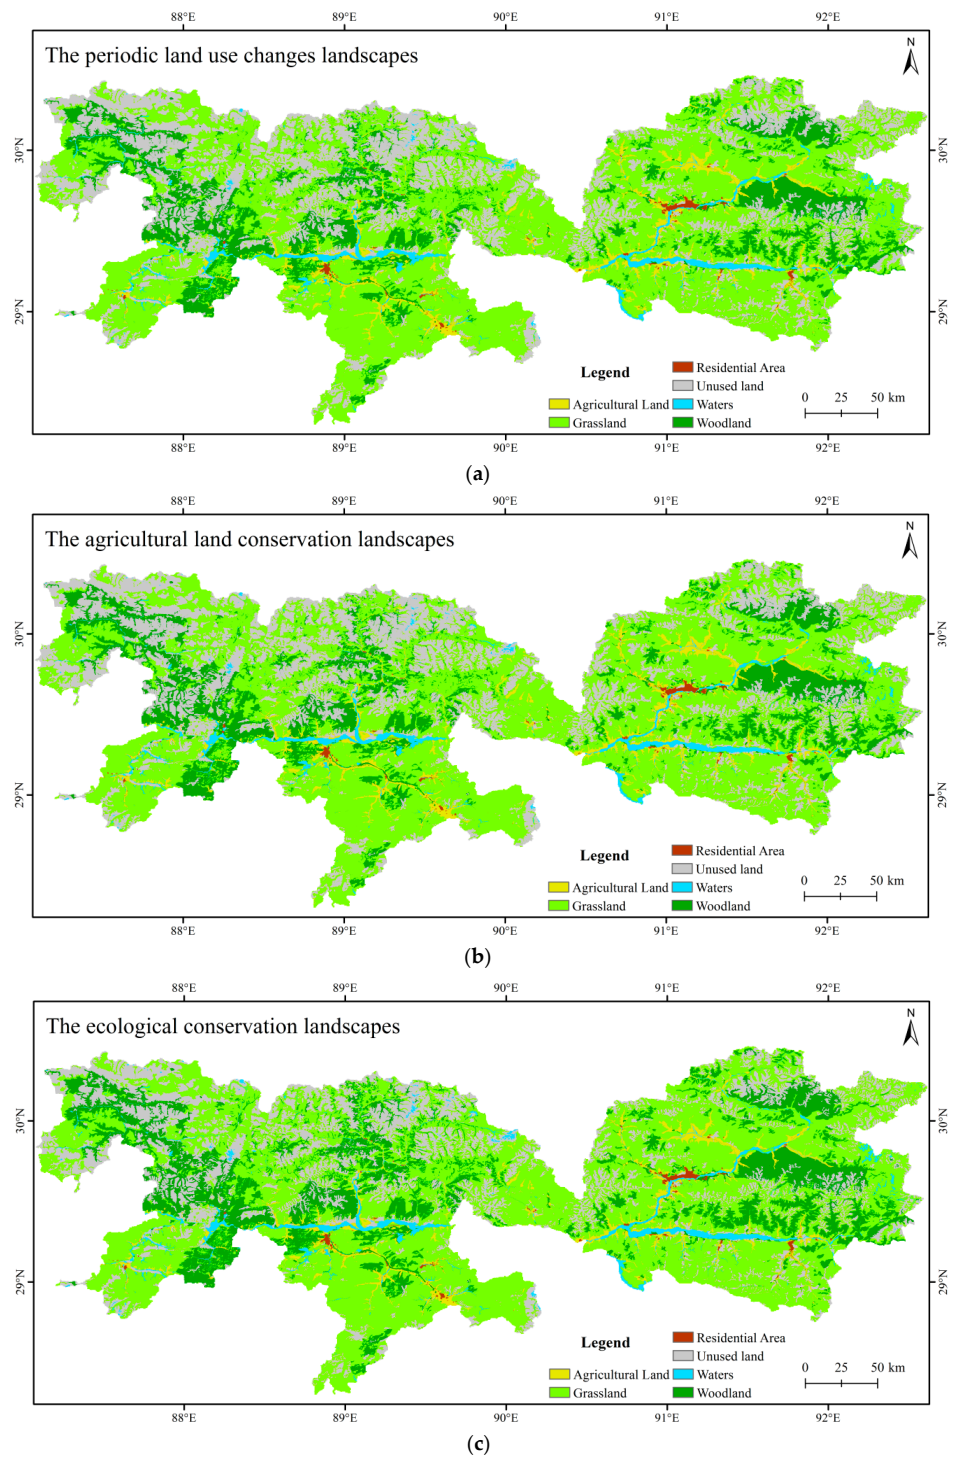 88°E 89°E 90°E 91°E 92°E
The periodic land use changes landscapes
N
30°N 30°N
29°N 29°N
Legend
Residential Area
Unused land
Agricultural Land Waters
Grassland Woodland
0 25 50 km
88°E 89°E 90°E 91°E 92°E
(a)
88°E 89°E 90°E 91°E 92°E
The agricultural land conservation landscapes
N
30°N 30°N
29°N 29°N
Legend
Residential Area
Unused land
Agricultural Land Waters
Grassland Woodland
0 25 50 km
88°E 89°E 90°E 91°E 92°E
(b)
88°E 89°E 90°E 91°E 92°E
The ecological conservation landscapes
N
30°N 30°N
29°N 29°N
Legend
Residential Area
Unused land
Agricultural Land Waters
Grassland Woodland
0 25 50 km
88°E 89°E 90°E 91°E 92°E
(c)